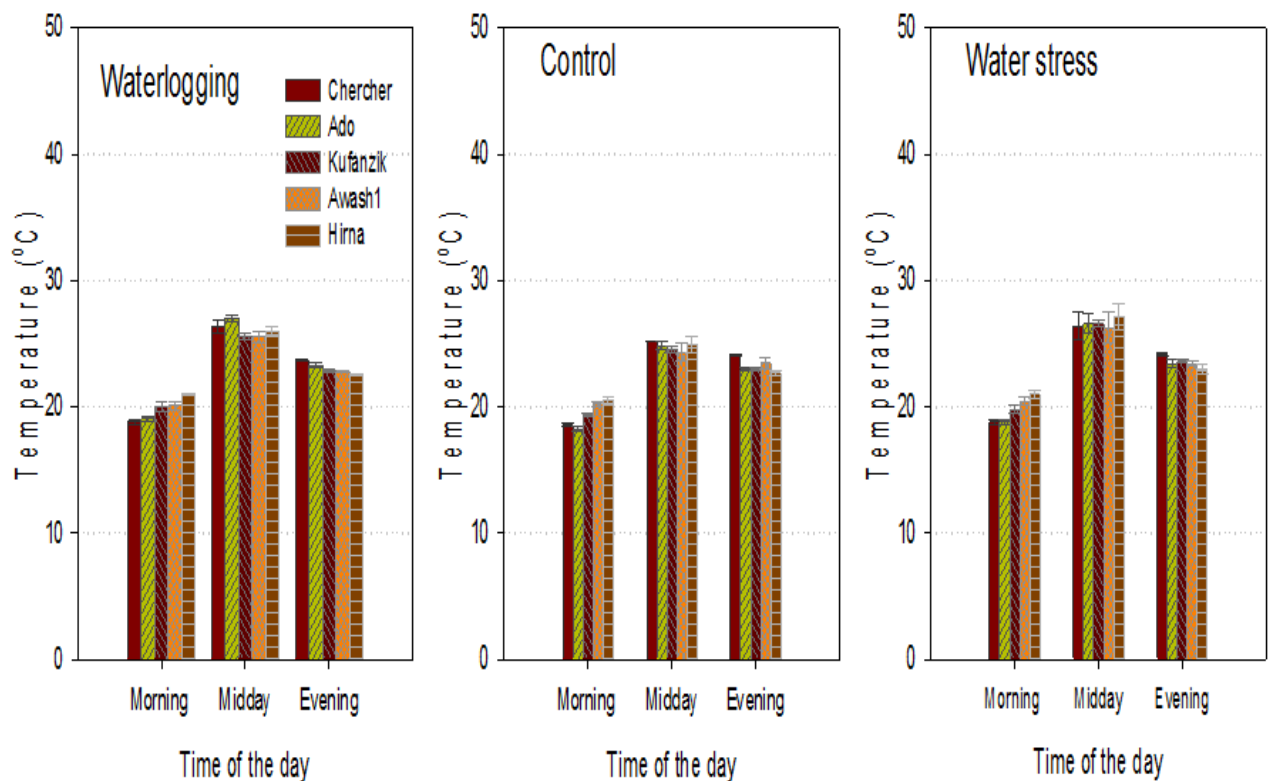 Waterlogging
Chercher
Ado
Kufanzik
Awash1
Hirna
50
40
30
20
10
0
Temperature (°C)
Morning Midday Evening
Time of the day
Control
50
40
30
20
10
0
Temperature (°C)
Morning Midday Evening
Time of the day
Water stress
50
40
30
20
10
0
Temperature (°C)
Morning Midday Evening
Time of the day